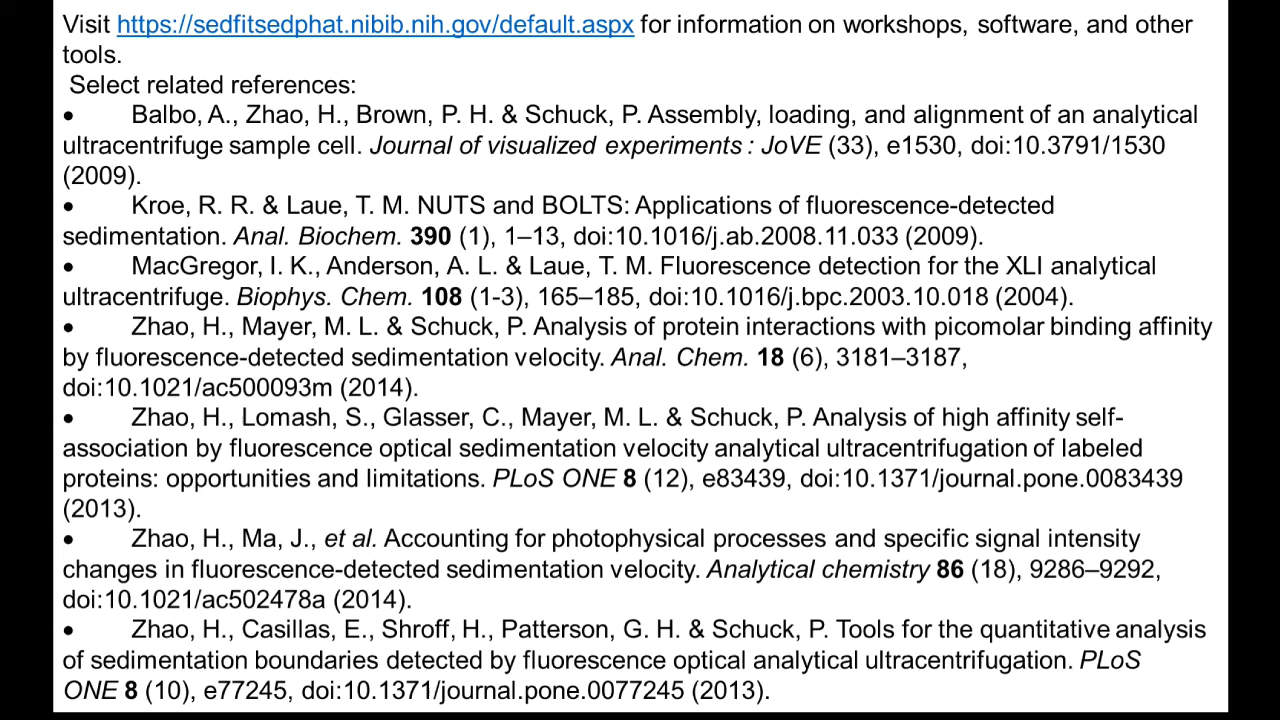 Visit https://sedfitsedphat.nibib.nih.gov/default.aspx for information on workshops, software, and other
tools.
Select related references:
• Balbo, A., Zhao, H., Brown, P. H. & Schuck, P. Assembly, loading, and alignment of an analytical
ultracentrifuge sample cell. Journal of visualized experiments : JoVE (33), e1530, doi:10.3791/1530
(2009).
• Kroe, R. R. & Laue, T. M. NUTS and BOLTS: Applications of fluorescence-detected
sedimentation. Anal. Biochem. 390 (1), 1–13, doi:10.1016/j.ab.2008.11.033 (2009).
• MacGregor, I. K., Anderson, A. L. & Laue, T. M. Fluorescence detection for the XLI analytical
ultracentrifuge. Biophys. Chem. 108 (1-3), 165–185, doi:10.1016/j.bpc.2003.10.018 (2004).
• Zhao, H., Mayer, M. L. & Schuck, P. Analysis of protein interactions with picomolar binding affinity
by fluorescence-detected sedimentation velocity. Anal. Chem. 18 (6), 3181–3187,
doi:10.1021/ac500093m (2014).
• Zhao, H., Lomash, S., Glasser, C., Mayer, M. L. & Schuck, P. Analysis of high affinity self-
association by fluorescence optical sedimentation velocity analytical ultracentrifugation of labeled
proteins: opportunities and limitations. PLoS ONE 8 (12), e83439, doi:10.1371/journal.pone.0083439
(2013).
• Zhao, H., Ma, J., et al. Accounting for photophysical processes and specific signal intensity
changes in fluorescence-detected sedimentation velocity. Analytical chemistry 86 (18), 9286–9292,
doi:10.1021/ac502478a (2014).
• Zhao, H., Casillas, E., Shroff, H., Patterson, G. H. & Schuck, P. Tools for the quantitative analysis
of sedimentation boundaries detected by fluorescence optical analytical ultracentrifugation. PLoS
ONE 8 (10), e77245, doi:10.1371/journal.pone.0077245 (2013).